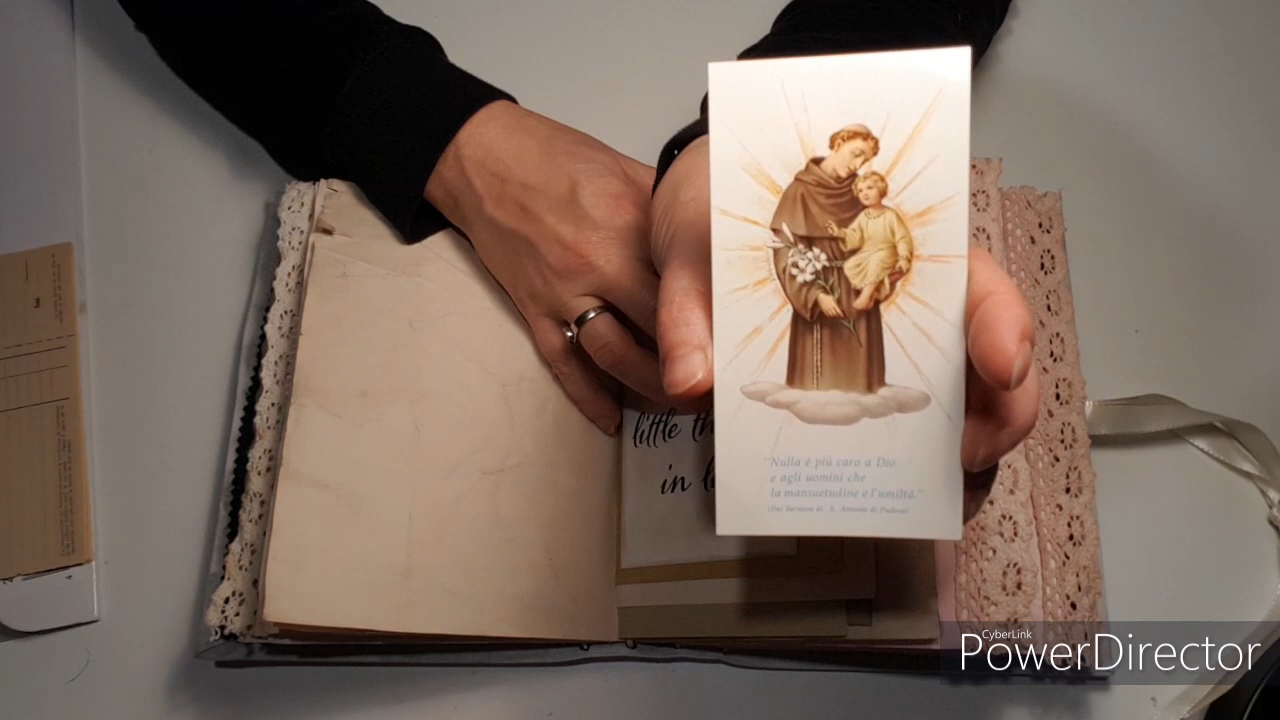 little th
in l
"Nulla è più caro a Dio
e agli uomini che
la mansuetudine e l'umiltà."
(Dai Sermoni di S. Antonio di Padova)
CyberLink
PowerDirector